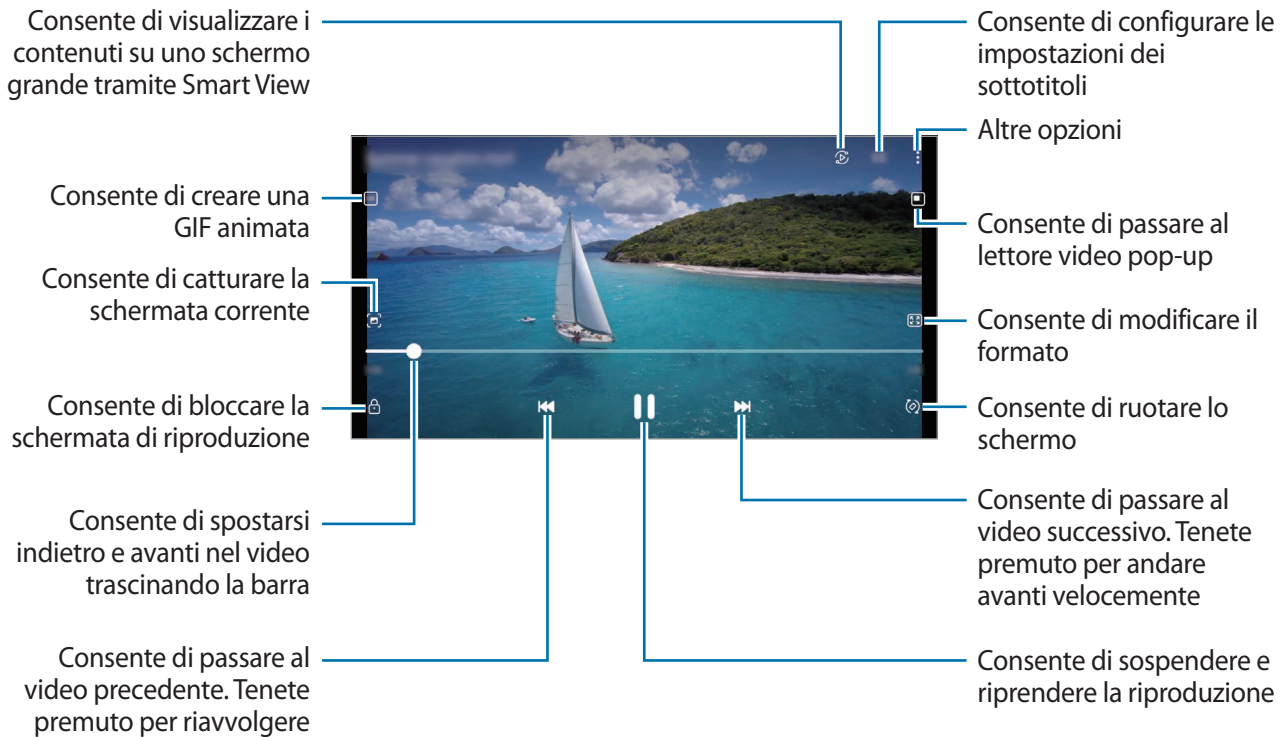 Consente di visualizzare i
contenuti su uno schermo
grande tramite Smart View
Consente di creare una
GIF animata
Consente di catturare la
schermata corrente
Consente di bloccare la
schermata di riproduzione
Consente di spostarsi
indietro e avanti nel video
trascinando la barra
Consente di passare al
video precedente. Tenete
premuto per riavvolgere
Consente di configurare le
impostazioni dei
sottotitoli
Altre opzioni
Consente di passare al
lettore video pop-up
Consente di modificare il
formato
Consente di ruotare lo
schermo
Consente di passare al
video successivo. Tenete
premuto per andare
avanti velocemente
Consente di sospendere e
riprendere la riproduzione